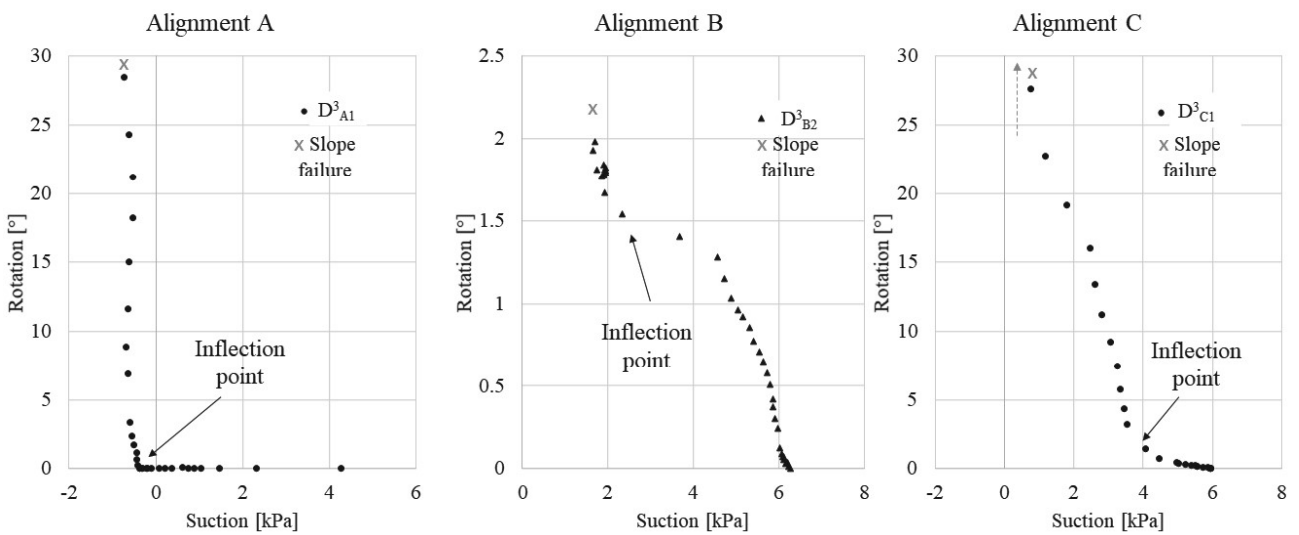 Alignment A
30
25
20
15
10
5
0
-2
0
2
4
6
Rotation [°]
Suction [kPa]
D³A1
x Slope
failure
x
Inflection
point
Alignment B
2.5
2
1.5
1
0.5
0
0
2
4
6
8
Rotation [°]
Suction [kPa]
D³B2
x Slope
failure
x
Inflection
point
Alignment C
30
25
20
15
10
5
0
-2
0
2
4
6
8
Rotation [°]
Suction [kPa]
D³C1
x Slope
failure
x
Inflection
point